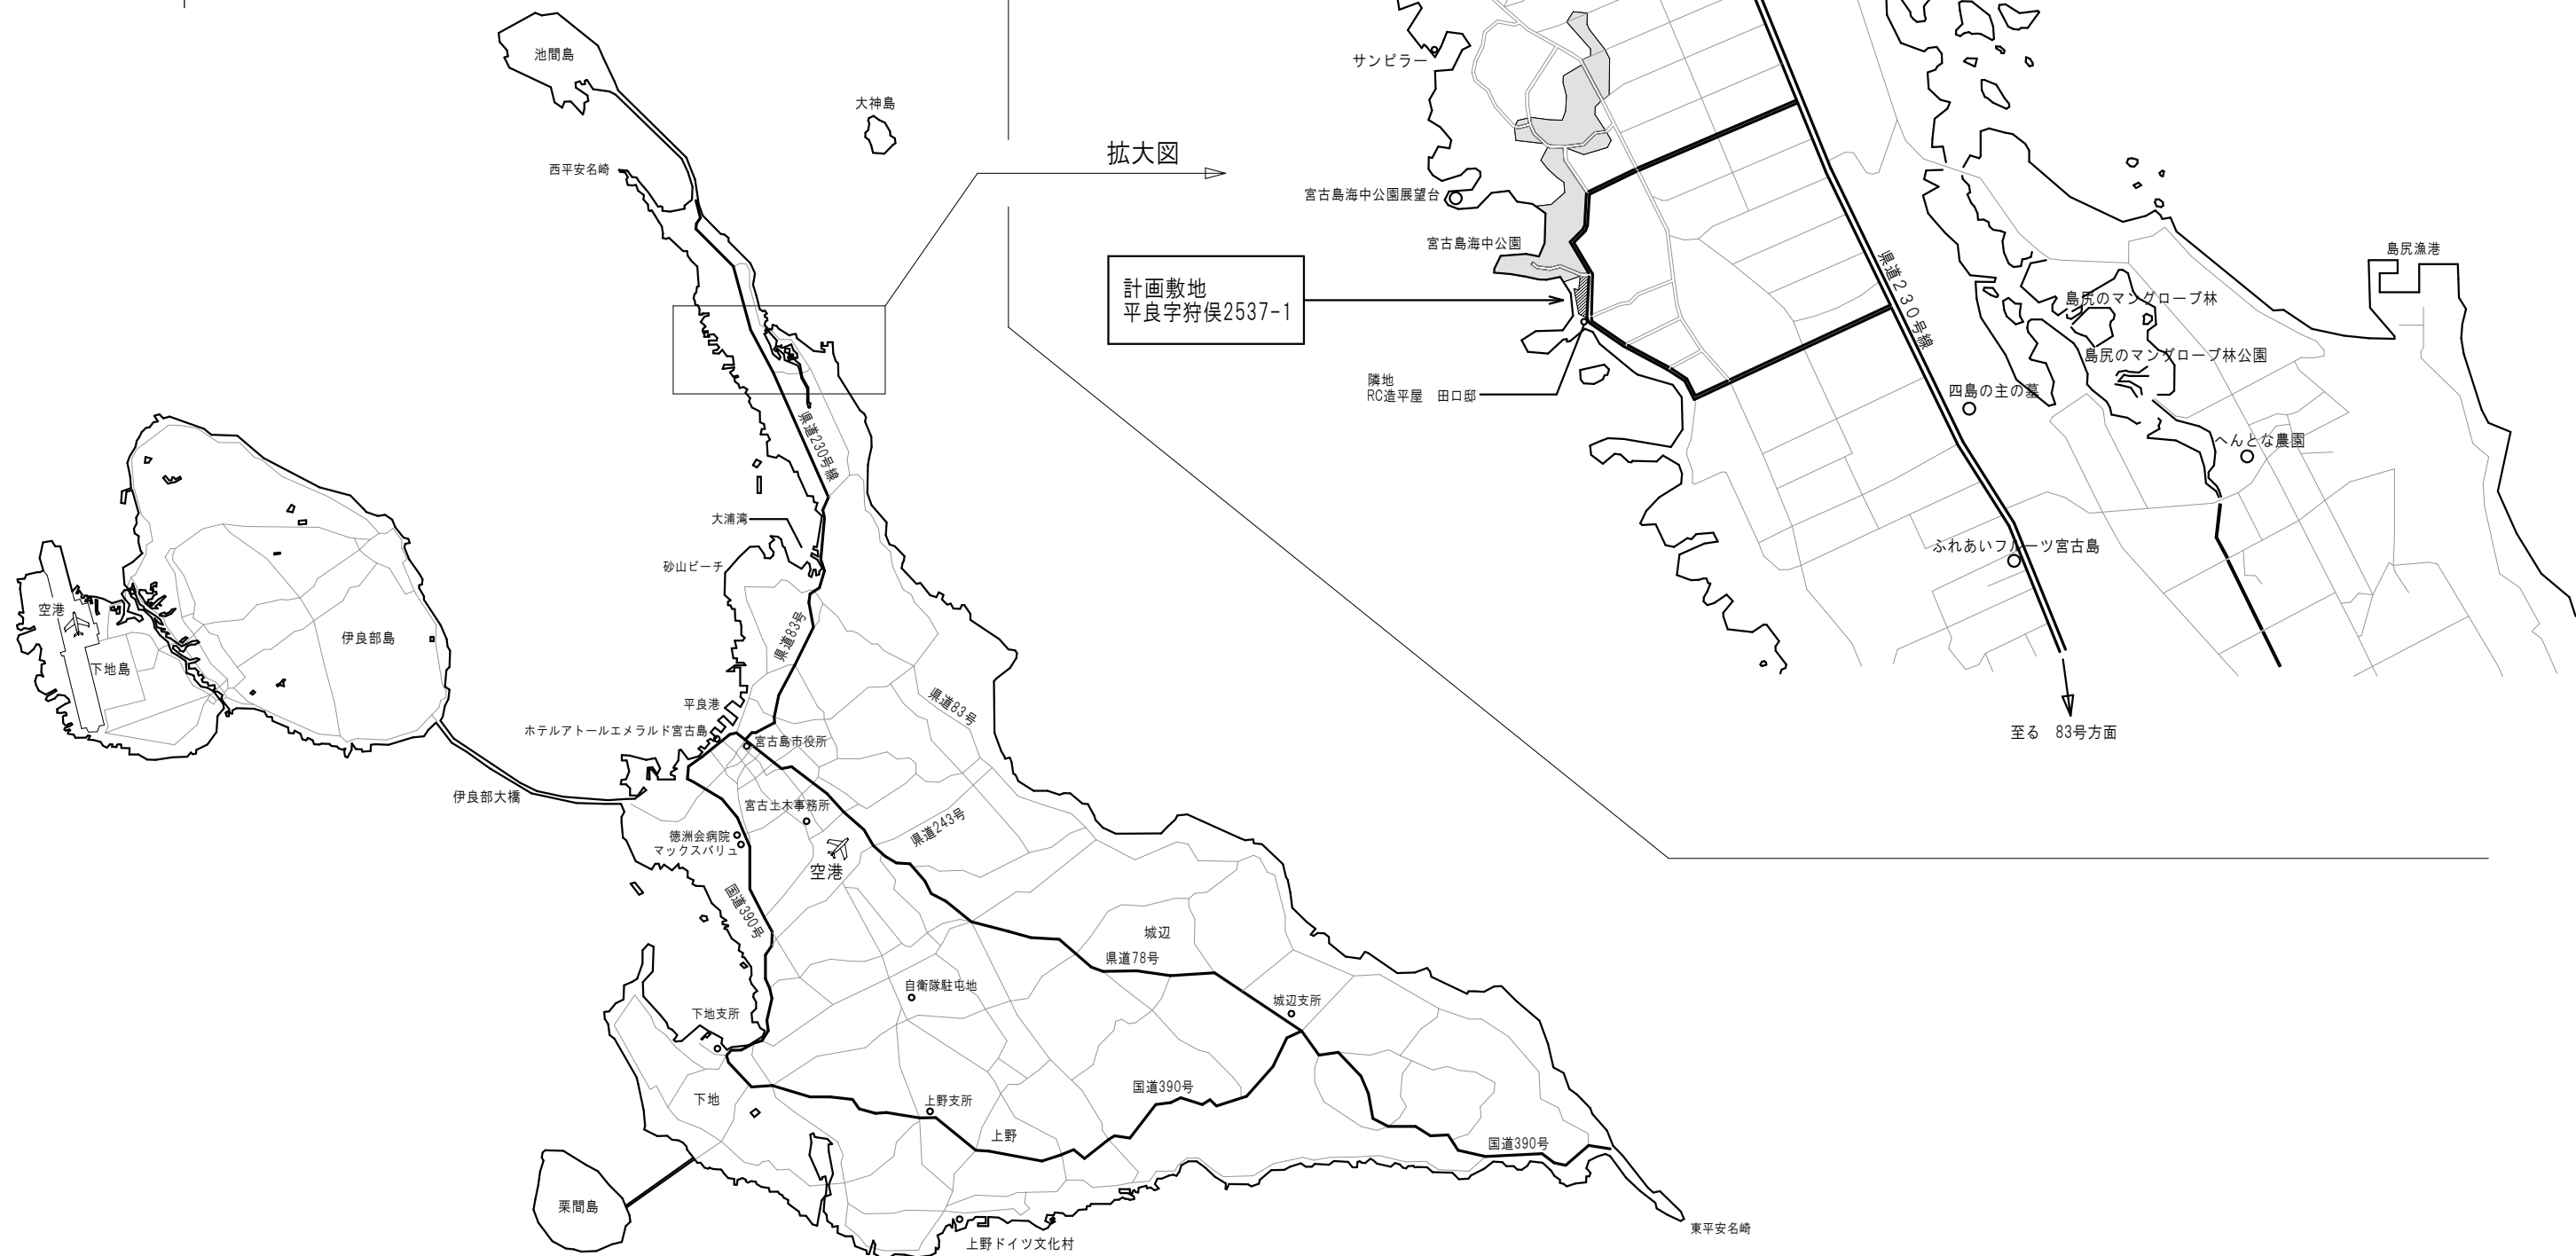 池間島
大神島
西平安名崎
拡大図
サンピラー
宮古島海中公園展望台
宮古島海中公園
計画敷地
平良字狩俣2537-1
隣地
RC造平屋　田口邸
県道230号線
島尻漁港
島尻のマングローブ林
島尻のマングローブ林公園
四島の主の墓
へんとな農園
ふれあいフルーツ宮古島
至る　83号方面
県道230号線
大浦湾
砂山ビーチ
県道83号
空港
下地島
伊良部島
平良港
県道83号
ホテルアトールエメラルド宮古島
宮古島市役所
伊良部大橋
宮古土木事務所
県道243号
徳洲会病院
マックスバリュ
空港
国道390号
城辺
県道78号
自衛隊駐屯地
城辺支所
下地支所
下地
上野支所
国道390号
上野
国道390号
栗間島
東平安名崎
上野ドイツ文化村